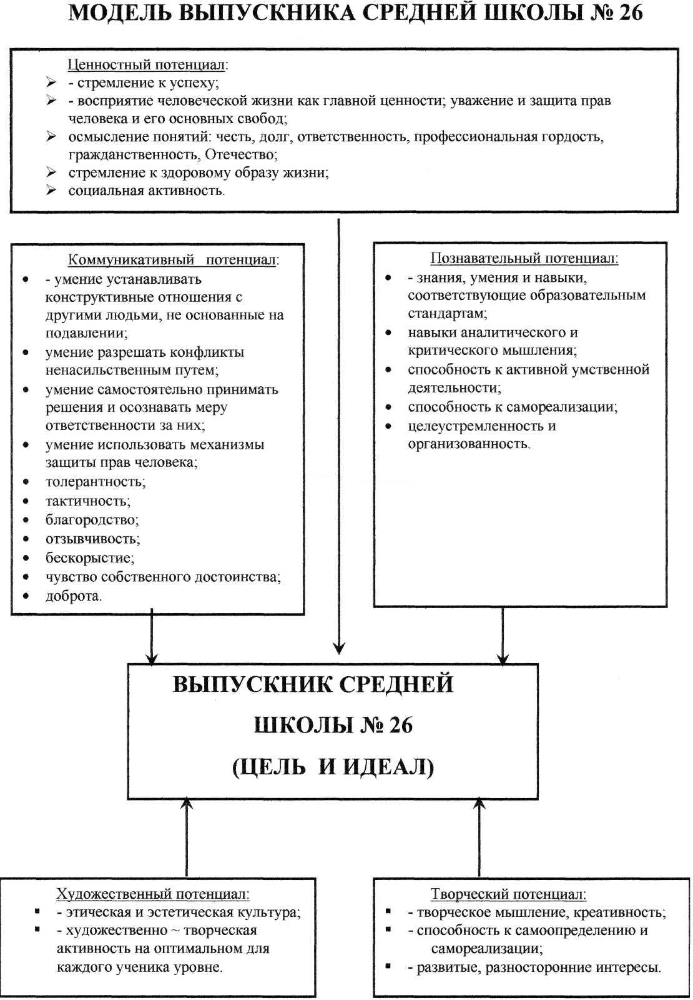 МОДЕЛЬ ВЫПУСКНИКА СРЕДНЕЙ ШКОЛЫ № 26
Ценностный потенциал:
➢ - стремление к успеху;
➢ - восприятие человеческой жизни как главной ценности; уважение и защита прав
человека и его основных свобод;
➢ осмысление понятий: честь, долг, ответственность, профессиональная гордость,
гражданственность, Отечество;
➢ стремление к здоровому образу жизни;
➢ социальная активность.
Коммуникативный потенциал:
• - умение устанавливать
конструктивные отношения с
другими людьми, не основанные на
подавлении;
• умение разрешать конфликты
ненасильственным путем;
• умение самостоятельно принимать
решения и осознавать меру
ответственности за них;
• умение использовать механизмы
защиты прав человека;
• толерантность;
• тактичность;
• благородство;
• отзывчивость;
• бескорыстие;
• чувство собственного достоинства;
• доброта.
Познавательный потенциал:
• - знания, умения и навыки,
соответствующие образовательным
стандартам;
• навыки аналитического и
критического мышления;
• способность к активной умственной
деятельности;
• способность к самореализации;
• целеустремленность и
организованность.
ВЫПУСКНИК СРЕДНЕЙ
ШКОЛЫ № 26
(ЦЕЛЬ И ИДЕАЛ)
Художественный потенциал:
▪ - этическая и эстетическая культура;
▪ - художественно ~ творческая
активность на оптимальном для
каждого ученика уровне.
Творческий потенциал:
▪ - творческое мышление, креативность;
▪ - способность к самоопределению и
самореализации;
▪ - развитые, разносторонние интересы.